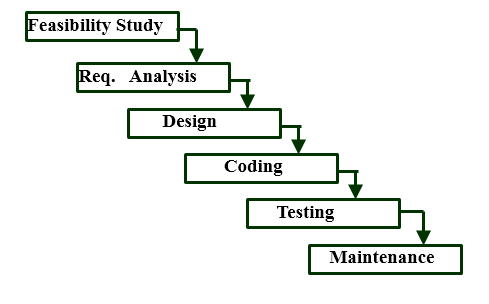 Feasibility Study
Req. Analysis
Design
Coding
Testing
Maintenance